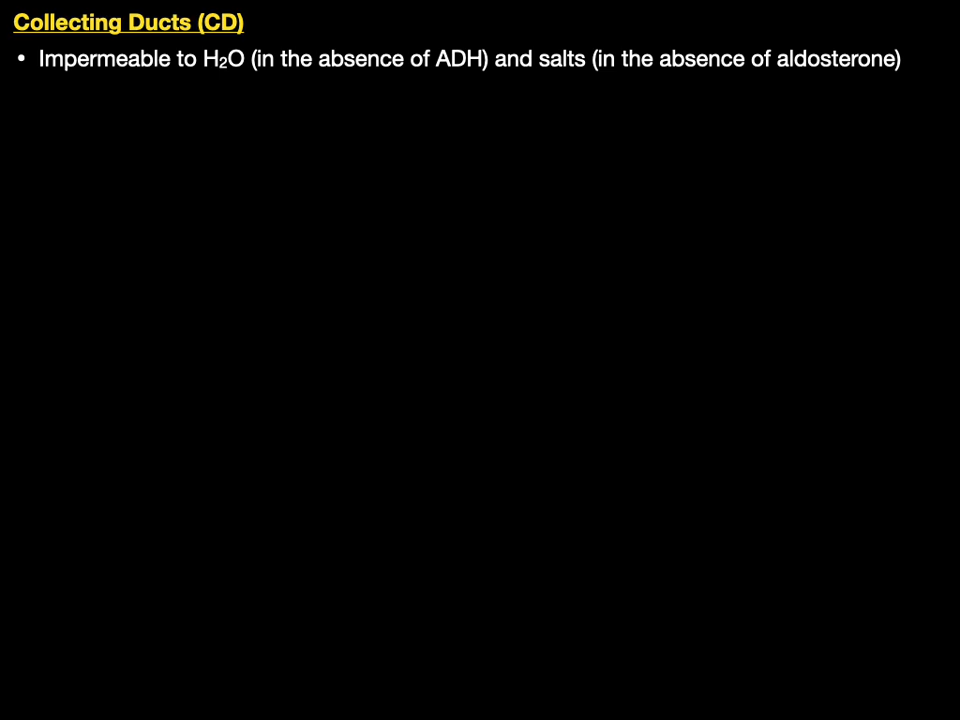 Collecting Ducts (CD)
• Impermeable to H₂O (in the absence of ADH) and salts (in the absence of aldosterone)